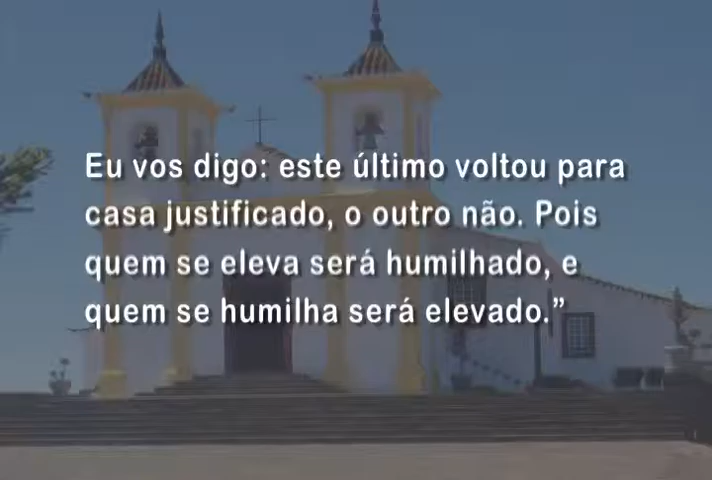 Eu vos digo: este último voltou para
casa justificado, o outro não. Pois
quem se eleva será humilhado, e
quem se humilha será elevado.”